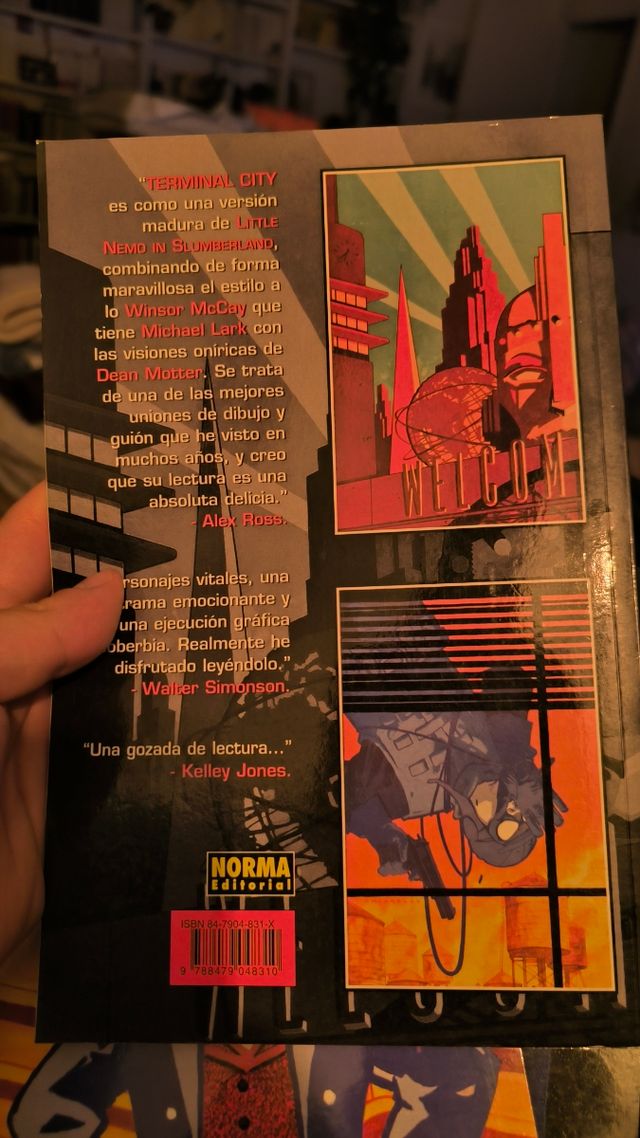 "TERMINAL CITY
es como una versión
madura de LITTLE
NEMO IN SLUMBERLAND,
combinando de forma
maravillosa el estilo a
lo Winsor McCay que
tiene Michael Lark con
las visiones oníricas de
Dean Motter. Se trata
de una de las mejores
uniones de dibujo y
guión que he visto en
muchos años, y creo
que su lectura es una
absoluta delicia."
- Alex Ross.
una
emocionante y
una ejecución gráfica
Realmente he
disfrutado leyéndolo."
- Walter Simonson.
"Una gozada de lectura..."
- Kelley Jones.
NORMA
Editorial
ISBN 84-7904-831-X
9 788479 048310
WELCOM